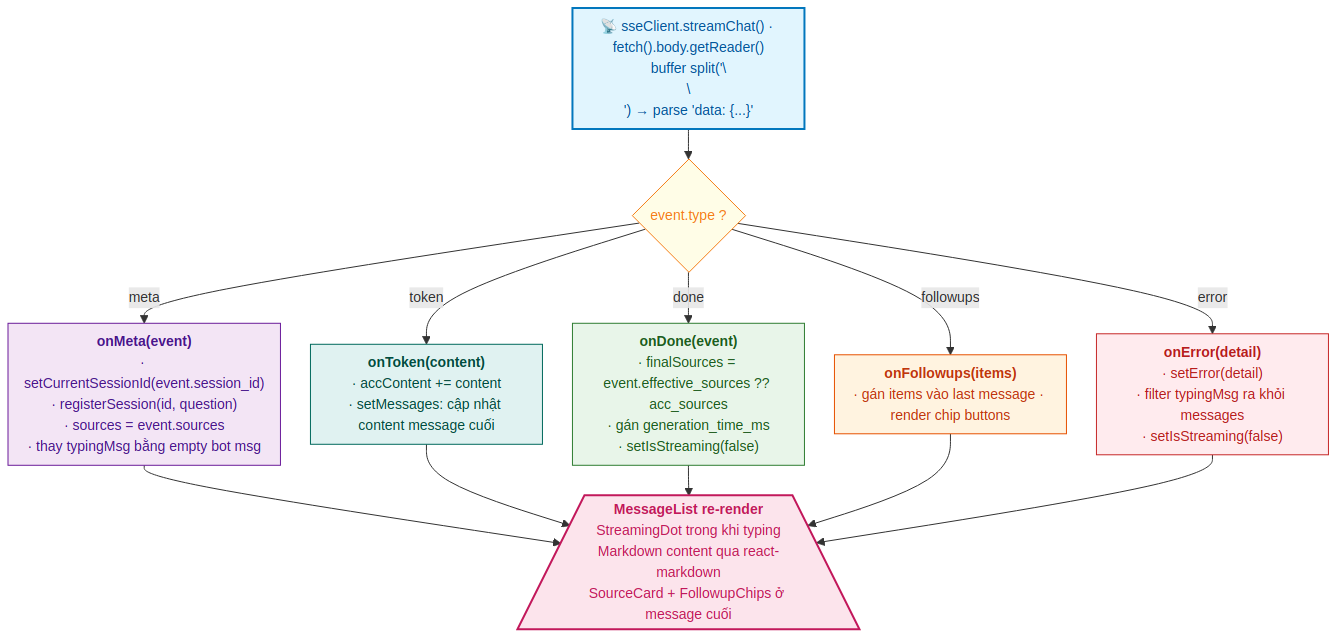 📡 sseClient.streamChat() ·
fetch().body.getReader()
buffer split('\
\
') → parse 'data: {...}'
event.type ?
meta
token
done
followups
error
onMeta(event)
·
setCurrentSessionId(event.session_id)
· registerSession(id, question)
· sources = event.sources
· thay typingMsg bằng empty bot msg
onToken(content)
· accContent += content
· setMessages: cập nhật
content message cuối
onDone(event)
· finalSources =
event.effective_sources ??
acc_sources
· gán generation_time_ms
· setIsStreaming(false)
onFollowups(items)
· gán items vào last message ·
render chip buttons
onError(detail)
· setError(detail)
· filter typingMsg ra khỏi
messages
· setIsStreaming(false)
MessageList re-render
StreamingDot trong khi typing
Markdown content qua react-
markdown
SourceCard + FollowupChips ở
message cuối